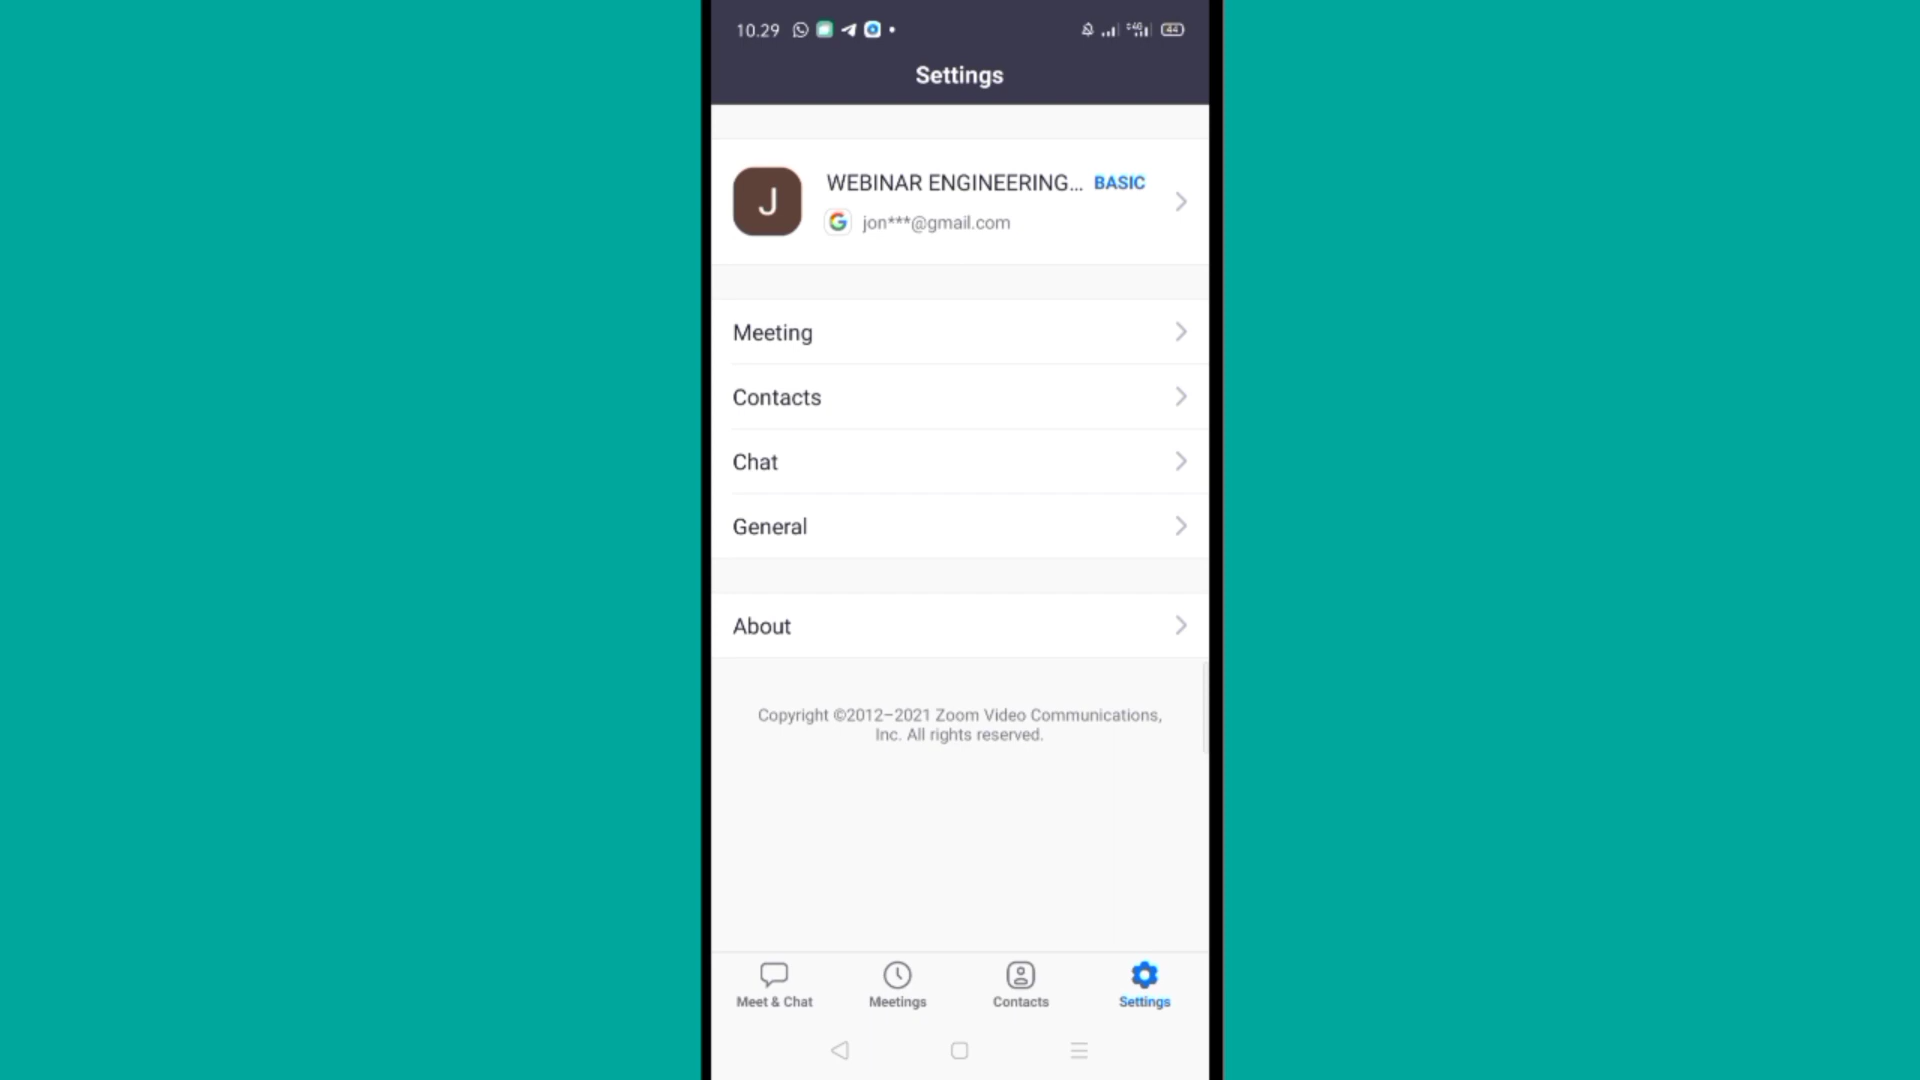 10.29
44
Settings
J
WEBINAR ENGINEERING... BASIC
G jon***@gmail.com
Meeting
Contacts
Chat
General
About
Copyright ©2012–2021 Zoom Video Communications,
Inc. All rights reserved.
Meet & Chat
Meetings
Contacts
Settings